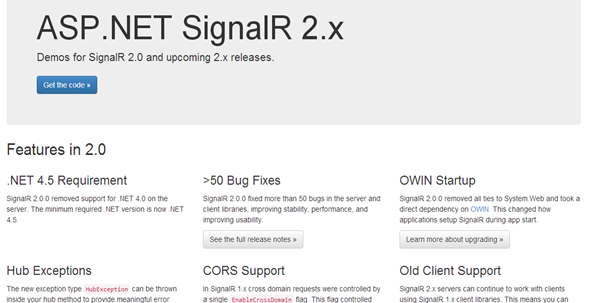 ASP.NET SignalR 2.x
Demos for SignalR 2.0 and upcoming 2.x releases.
Get the code »
Features in 2.0
.NET 4.5 Requirement
SignalR 2.0.0 removed support for .NET 4.0 on the
server. The minimum required .NET version is now .NET
4.5.
>50 Bug Fixes
SignalR 2.0.0 fixed more than 50 bugs in the server and
client libraries, improving stability, performance, and
improving usability.
See the full release notes »
OWIN Startup
SignalR 2.0.0 removed all ties to System.Web and took a
direct dependency on OWIN. This changed how
applications setup SignalR during app start.
Learn more about upgrading »
Hub Exceptions
The new exception type HubException can be thrown
inside your hub method to provide meaningful error
CORS Support
In SignalR 1.x cross domain requests were controlled by
a single EnableCrossDomain flag. This flag controlled
Old Client Support
SignalR 2.x servers can continue to work with clients
using SignalR 1.x client libraries. This means you can